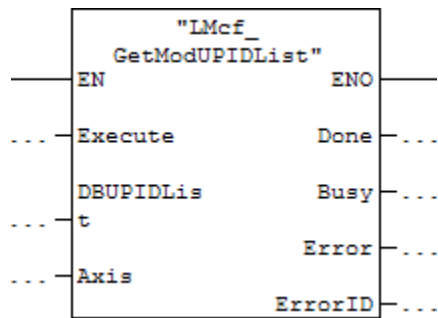 "LMcf_
GetModUPIDList"
EN ENO
... Execute Done ...
DBUPIDLis Busy ...
... t
Error ...
... Axis
ErrorID ...